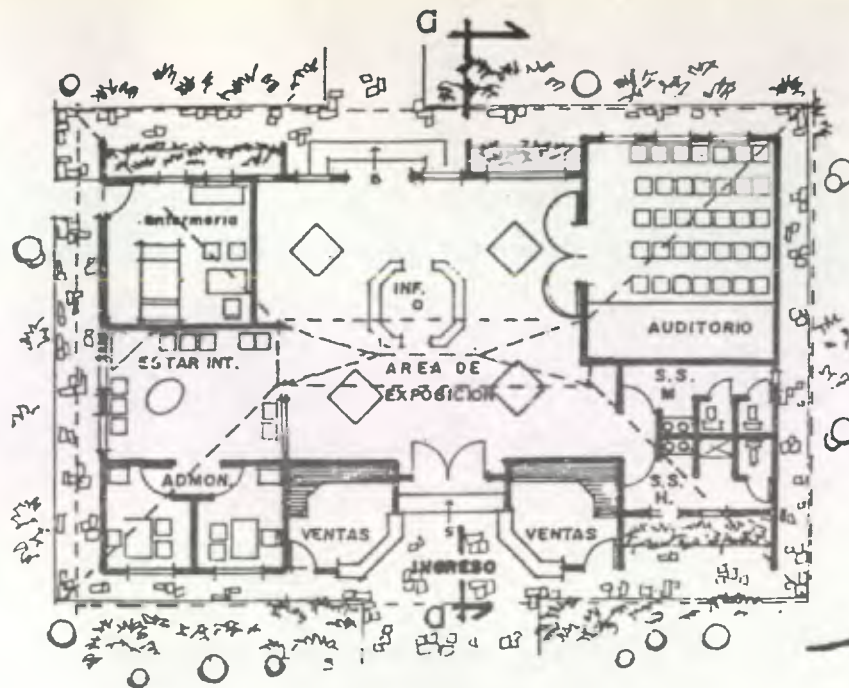 G
enfermeria
INF.
O
AUDITORIO
ESTAR INT.
AREA DE
EXPOSICION
S.S.
M
ADMON.
S.S.
H.
VENTAS
S
VENTAS
INGRESO
G